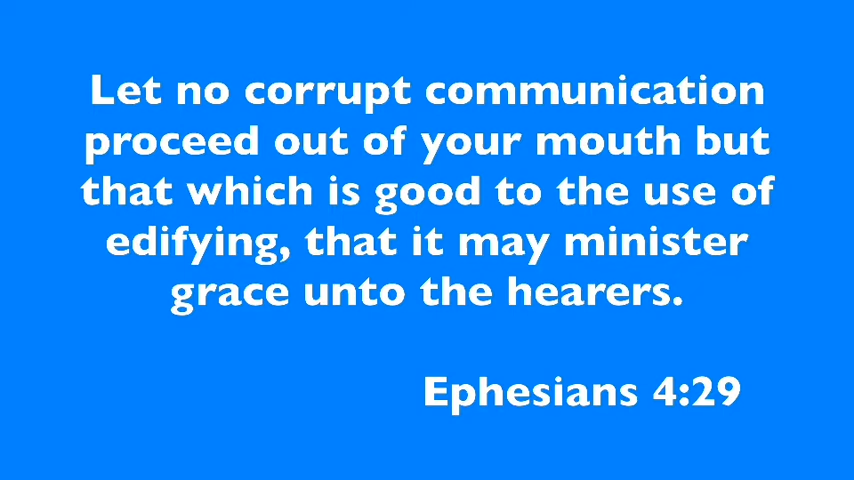 Let no corrupt communication
proceed out of your mouth but
that which is good to the use of
edifying, that it may minister
grace unto the hearers.
Ephesians 4:29